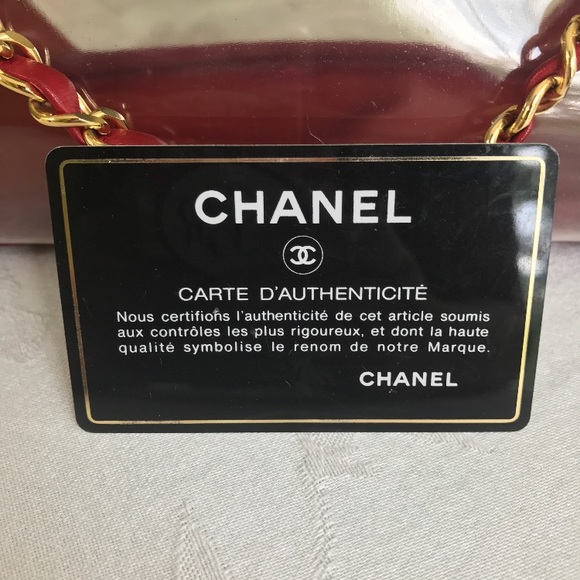 CHANEL
CARTE D'AUTHENTICITÉ
Nous certifions l'authenticité de cet article soumis
aux contrôles les plus rigoureux, et dont la haute
qualité symbolise le renom de notre Marque.
CHANEL